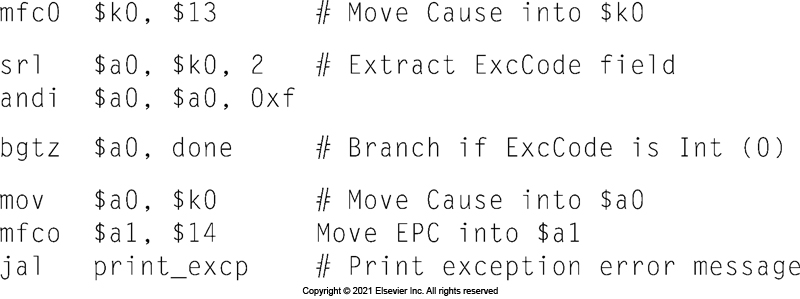 mfc0 $k0, $13 # Move Cause into $k0
srl $a0, $k0, 2 # Extract ExcCode field
andi $a0, $a0, 0xf
bgtz $a0, done # Branch if ExcCode is Int (0)
mov $a0, $k0 # Move Cause into $a0
mfco $a1, $14 Move EPC into $a1
jal print_excp # Print exception error message
Copyright © 2021 Elsevier Inc. All rights reserved